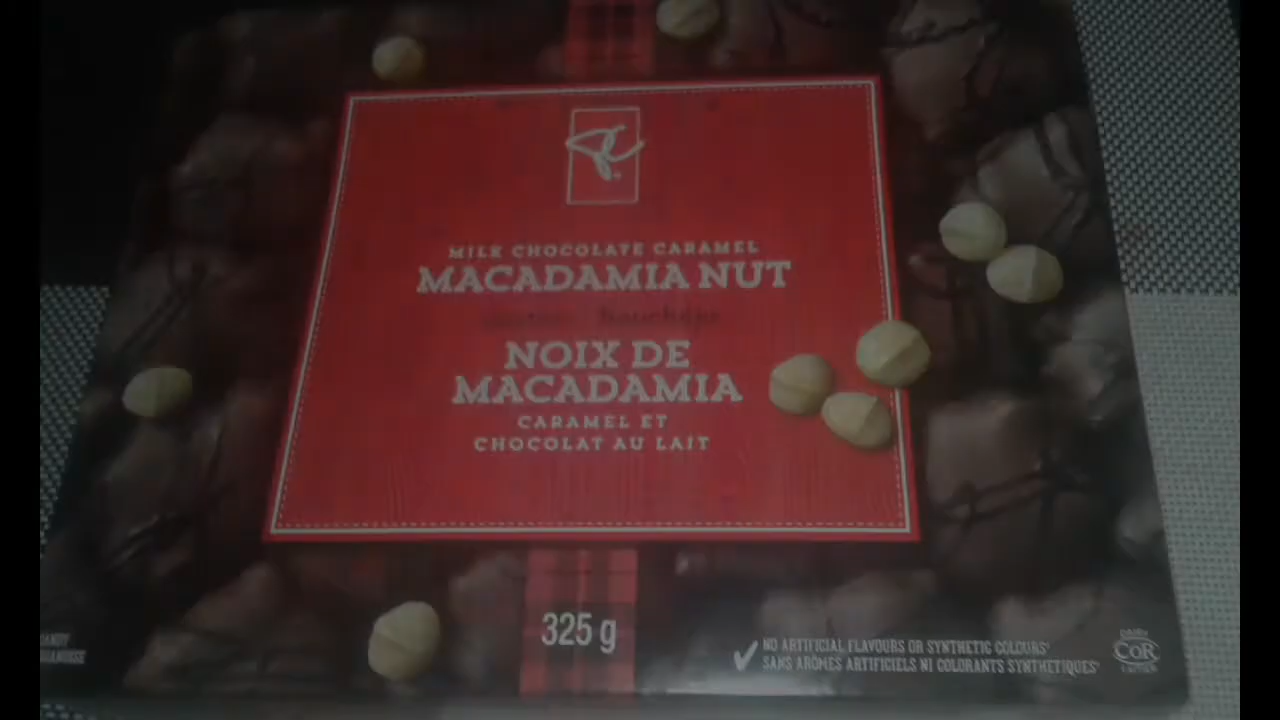 MILK CHOCOLATE CARAMEL
MACADAMIA NUT
NOIX DE
MACADAMIA
CARAMEL ET
CHOCOLAT AU LAIT
325 g
NO ARTIFICIAL FLAVOURS OR SYNTHETIC COLOURS*
SANS ARÔMES ARTIFICIELS NI COLORANTS SYNTHÉTIQUES*
COR